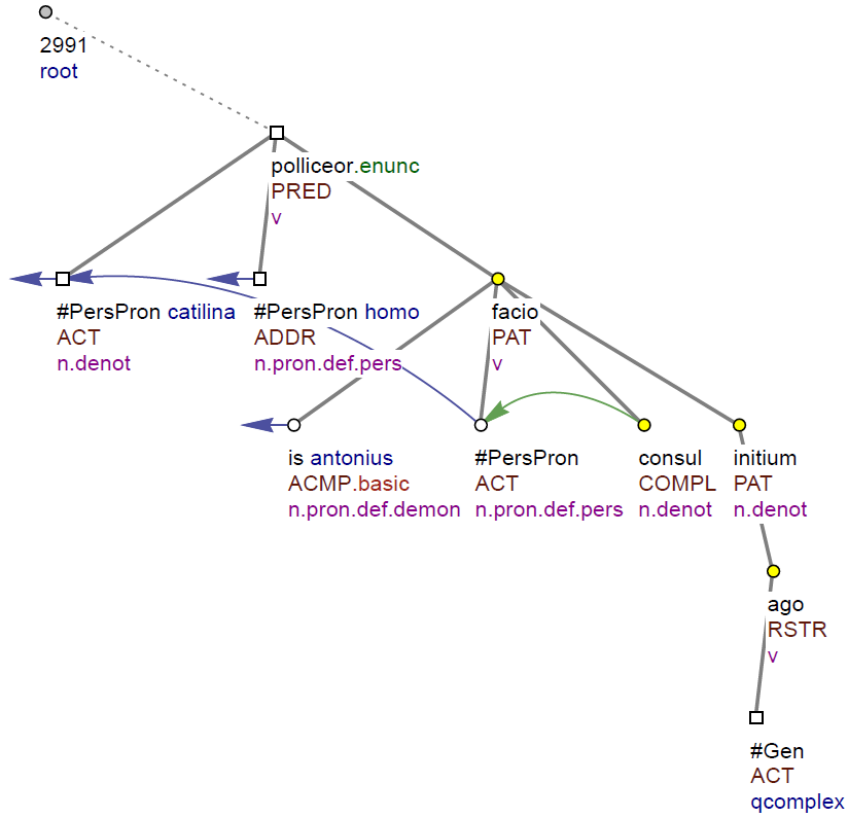 2991
root
polliceor.enunc
PRED
v
#PersPron catilina
ACT
n.denot
#PersPron homo
ADDR
n.pron.def.pers
facio
PAT
v
is antonius
ACMP.basic
n.pron.def.demon
#PersPron
ACT
n.pron.def.pers
consul
COMPL
n.denot
initium
PAT
n.denot
ago
RSTR
v
#Gen
ACT
qcomplex